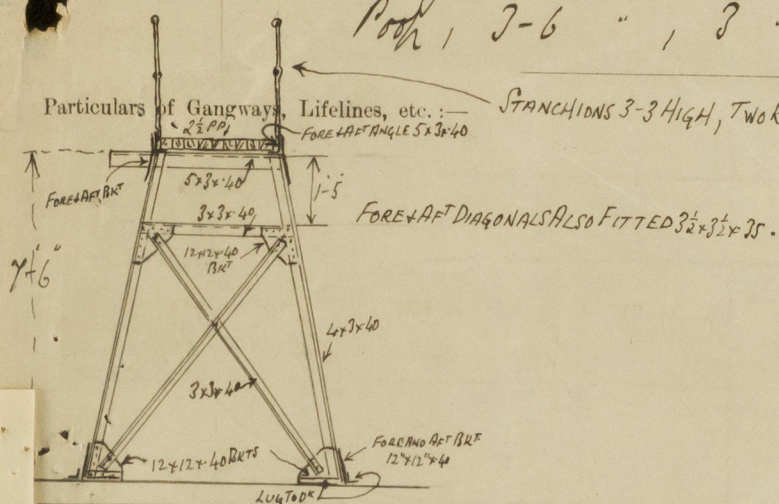 Poop, 3-6 " , 3
Particulars of Gangways, Lifelines, etc. :—
STANCHIONS 3-3 HIGH, TWO R
2½ PP,
FORE & AFT ANGLE 5×3×·40
FORE & AFT BKT
5×3×·40
1'-5"
3×3×·40
FORE & AFT DIAGONALS ALSO FITTED 3½×3½×35.
12×12×·40
BKT
7'-6"
4×3×·40
3×3×·40
FORE AND AFT BKT
12"×12"×·40
12×12×·40 BKTS
LUG TO DK